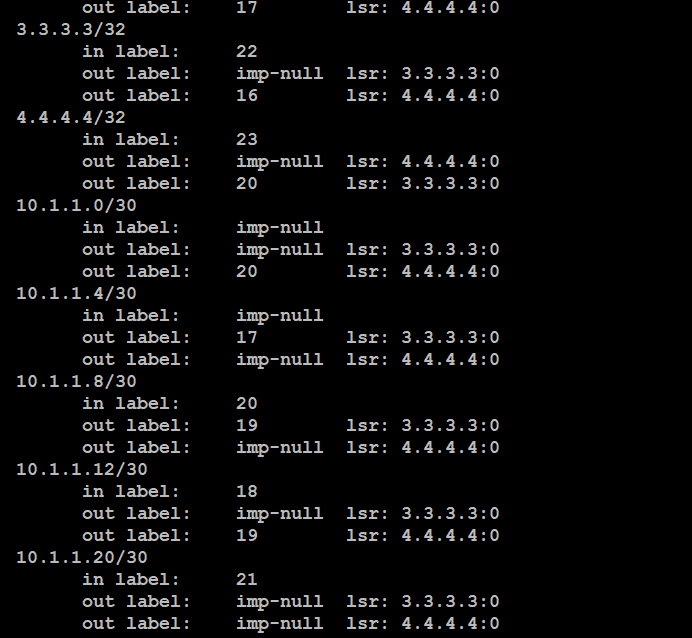 out label: 17 lsr: 4.4.4.4:0
3.3.3.3/32
in label: 22
out label: imp-null lsr: 3.3.3.3:0
out label: 16 lsr: 4.4.4.4:0
4.4.4.4/32
in label: 23
out label: imp-null lsr: 4.4.4.4:0
out label: 20 lsr: 3.3.3.3:0
10.1.1.0/30
in label: imp-null
out label: imp-null lsr: 3.3.3.3:0
out label: 20 lsr: 4.4.4.4:0
10.1.1.4/30
in label: imp-null
out label: 17 lsr: 3.3.3.3:0
out label: imp-null lsr: 4.4.4.4:0
10.1.1.8/30
in label: 20
out label: 19 lsr: 3.3.3.3:0
out label: imp-null lsr: 4.4.4.4:0
10.1.1.12/30
in label: 18
out label: imp-null lsr: 3.3.3.3:0
out label: 19 lsr: 4.4.4.4:0
10.1.1.20/30
in label: 21
out label: imp-null lsr: 3.3.3.3:0
out label: imp-null lsr: 4.4.4.4:0